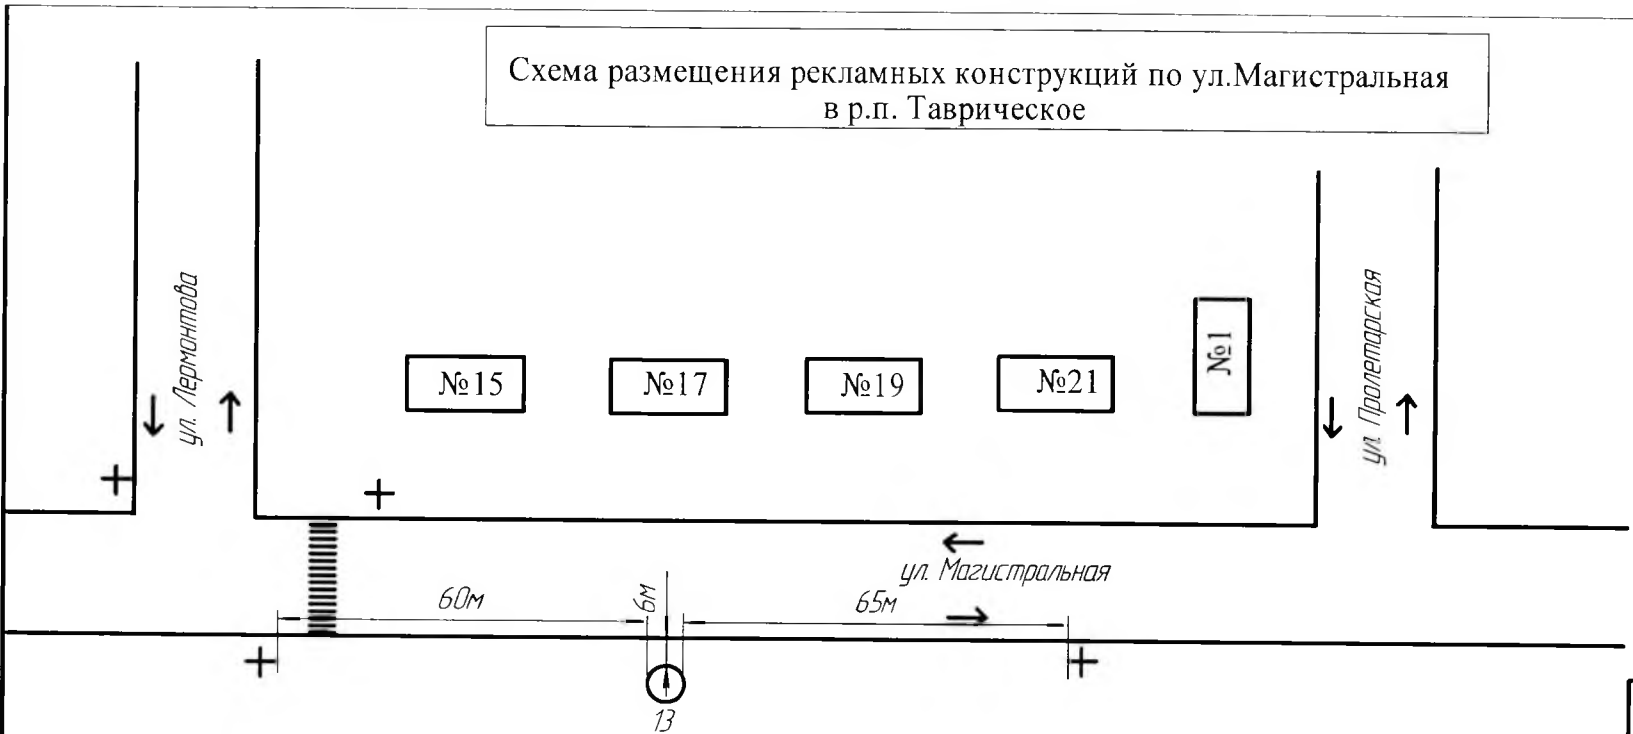 Схема размещения рекламных конструкций по ул.Магистральная
в р.п. Таврическое
ул. Лермонтова
№15
№17
№19
№21
№1
ул. Пролетарская
ул. Магистральная
60м
6м
65м
13